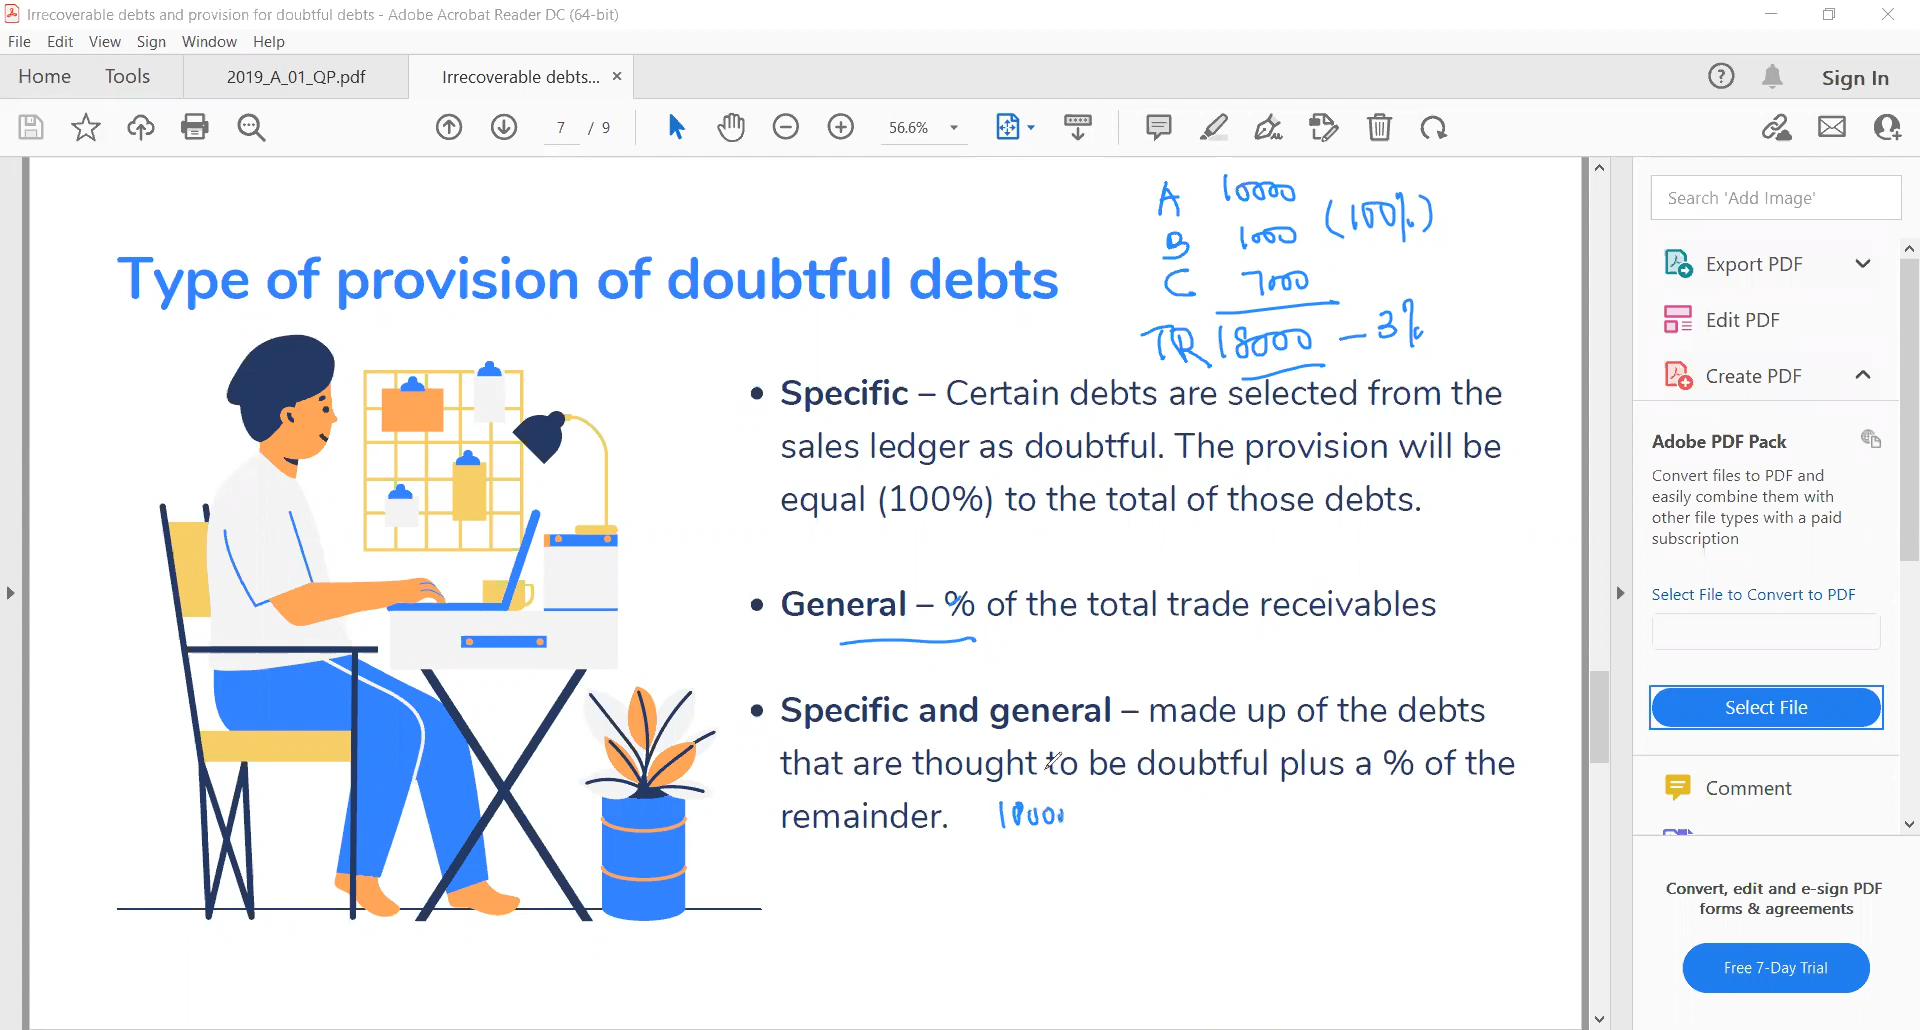 Irrecoverable debts and provision for doubtful debts - Adobe Acrobat Reader DC (64-bit)
File Edit View Sign Window Help
Home Tools 2019_A_01_QP.pdf Irrecoverable debts... × Sign In
7 / 9 56.6%
A 10000
B 1000 (100%)
C 7000
TR 18000 – 3%
Type of provision of doubtful debts
• Specific – Certain debts are selected from the
sales ledger as doubtful. The provision will be
equal (100%) to the total of those debts.
• General – % of the total trade receivables
• Specific and general – made up of the debts
that are thought to be doubtful plus a % of the
remainder. 18000
Search 'Add Image'
Export PDF
Edit PDF
Create PDF
Adobe PDF Pack
Convert files to PDF and
easily combine them with
other file types with a paid
subscription
Select File to Convert to PDF
Select File
Comment
Convert, edit and e-sign PDF
forms & agreements
Free 7-Day Trial